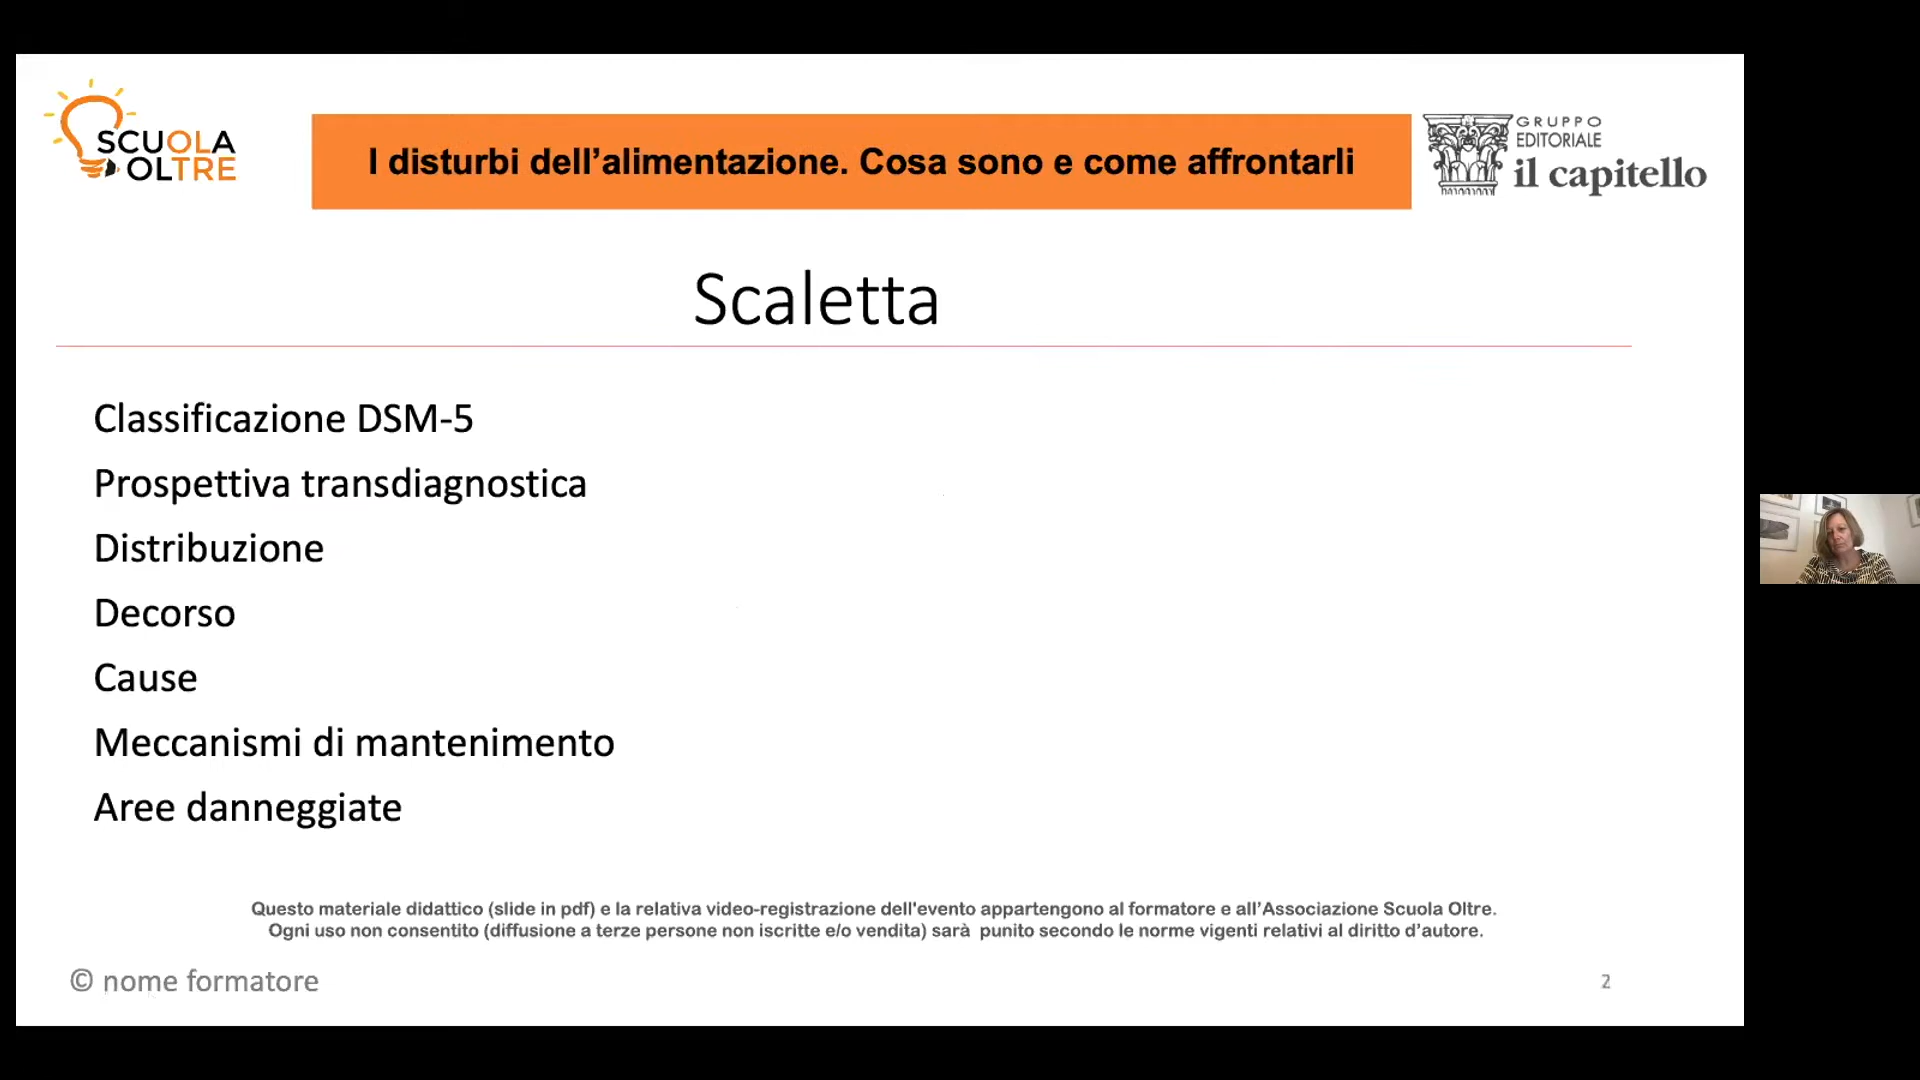 SCUOLA
OLTRE
I disturbi dell’alimentazione. Cosa sono e come affrontarli
GRUPPO
EDITORIALE
il capitello
Scaletta
Classificazione DSM-5
Prospettiva transdiagnostica
Distribuzione
Decorso
Cause
Meccanismi di mantenimento
Aree danneggiate
Questo materiale didattico (slide in pdf) e la relativa video-registrazione dell'evento appartengono al formatore e all’Associazione Scuola Oltre.
Ogni uso non consentito (diffusione a terze persone non iscritte e/o vendita) sarà punito secondo le norme vigenti relativi al diritto d’autore.
© nome formatore
2